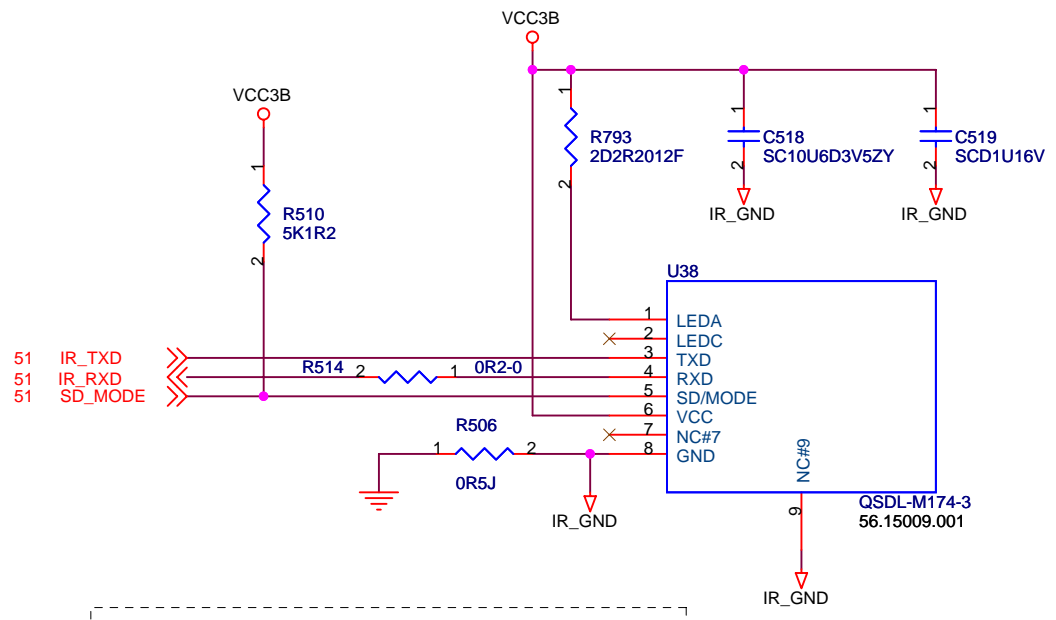 VCC3B
VCC3B
1
R793
2D2R2012F
2
1
C518
SC10U6D3V5ZY
2
IR_GND
1
C519
SCD1U16V
2
IR_GND
1
R510
5K1R2
2
U38
1 LEDA
2 LEDC
51 IR_TXD 3 TXD
51 IR_RXD R514 2 1 0R2-0 4 RXD
51 SD_MODE 5 SD/MODE
6 VCC
7 NC#7
R506
1 2 8 GND
0R5J
IR_GND
NC#9
9
QSDL-M174-3
56.15009.001
IR_GND